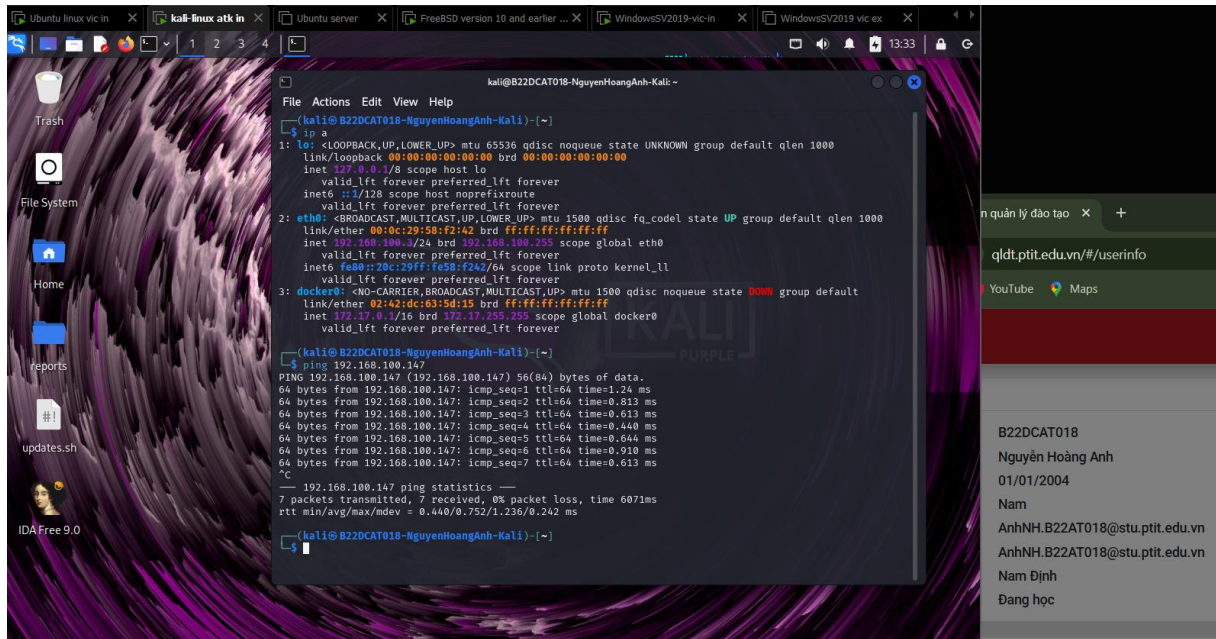 Ubuntu linux vic in
kali-linux atk in
Ubuntu server
FreeBSD version 10 and earlier ...
WindowsSV2019-vic-in
WindowsSV2019 vic ex
1 2 3 4
13:33
Trash
File System
Home
reports
updates.sh
IDA Free 9.0
kali@B22DCAT018-NguyenHoangAnh-Kali: ~
File Actions Edit View Help
┌──(kali㉿B22DCAT018-NguyenHoangAnh-Kali)-[~]
└─$ ip a
1: lo: <LOOPBACK,UP,LOWER_UP> mtu 65536 qdisc noqueue state UNKNOWN group default qlen 1000
link/loopback 00:00:00:00:00:00 brd 00:00:00:00:00:00
inet 127.0.0.1/8 scope host lo
valid_lft forever preferred_lft forever
inet6 ::1/128 scope host noprefixroute
valid_lft forever preferred_lft forever
2: eth0: <BROADCAST,MULTICAST,UP,LOWER_UP> mtu 1500 qdisc fq_codel state UP group default qlen 1000
link/ether 00:0c:29:58:f2:42 brd ff:ff:ff:ff:ff:ff
inet 192.168.100.3/24 brd 192.168.100.255 scope global eth0
valid_lft forever preferred_lft forever
inet6 fe80::20c:29ff:fe58:f242/64 scope link proto kernel_ll
valid_lft forever preferred_lft forever
3: docker0: <NO-CARRIER,BROADCAST,MULTICAST,UP> mtu 1500 qdisc noqueue state DOWN group default
link/ether 02:42:dc:63:5d:15 brd ff:ff:ff:ff:ff:ff
inet 172.17.0.1/16 brd 172.17.255.255 scope global docker0
valid_lft forever preferred_lft forever
┌──(kali㉿B22DCAT018-NguyenHoangAnh-Kali)-[~]
└─$ ping 192.168.100.147
PING 192.168.100.147 (192.168.100.147) 56(84) bytes of data.
64 bytes from 192.168.100.147: icmp_seq=1 ttl=64 time=1.24 ms
64 bytes from 192.168.100.147: icmp_seq=2 ttl=64 time=0.813 ms
64 bytes from 192.168.100.147: icmp_seq=3 ttl=64 time=0.613 ms
64 bytes from 192.168.100.147: icmp_seq=4 ttl=64 time=0.440 ms
64 bytes from 192.168.100.147: icmp_seq=5 ttl=64 time=0.644 ms
64 bytes from 192.168.100.147: icmp_seq=6 ttl=64 time=0.910 ms
64 bytes from 192.168.100.147: icmp_seq=7 ttl=64 time=0.613 ms
^C
── 192.168.100.147 ping statistics ──
7 packets transmitted, 7 received, 0% packet loss, time 6071ms
rtt min/avg/max/mdev = 0.440/0.752/1.236/0.242 ms
┌──(kali㉿B22DCAT018-NguyenHoangAnh-Kali)-[~]
└─$
KALI
PURPLE
n quản lý đào tạo
qldt.ptit.edu.vn/#/userinfo
YouTube
Maps
B22DCAT018
Nguyễn Hoàng Anh
01/01/2004
Nam
AnhNH.B22AT018@stu.ptit.edu.vn
AnhNH.B22AT018@stu.ptit.edu.vn
Nam Định
Đang học